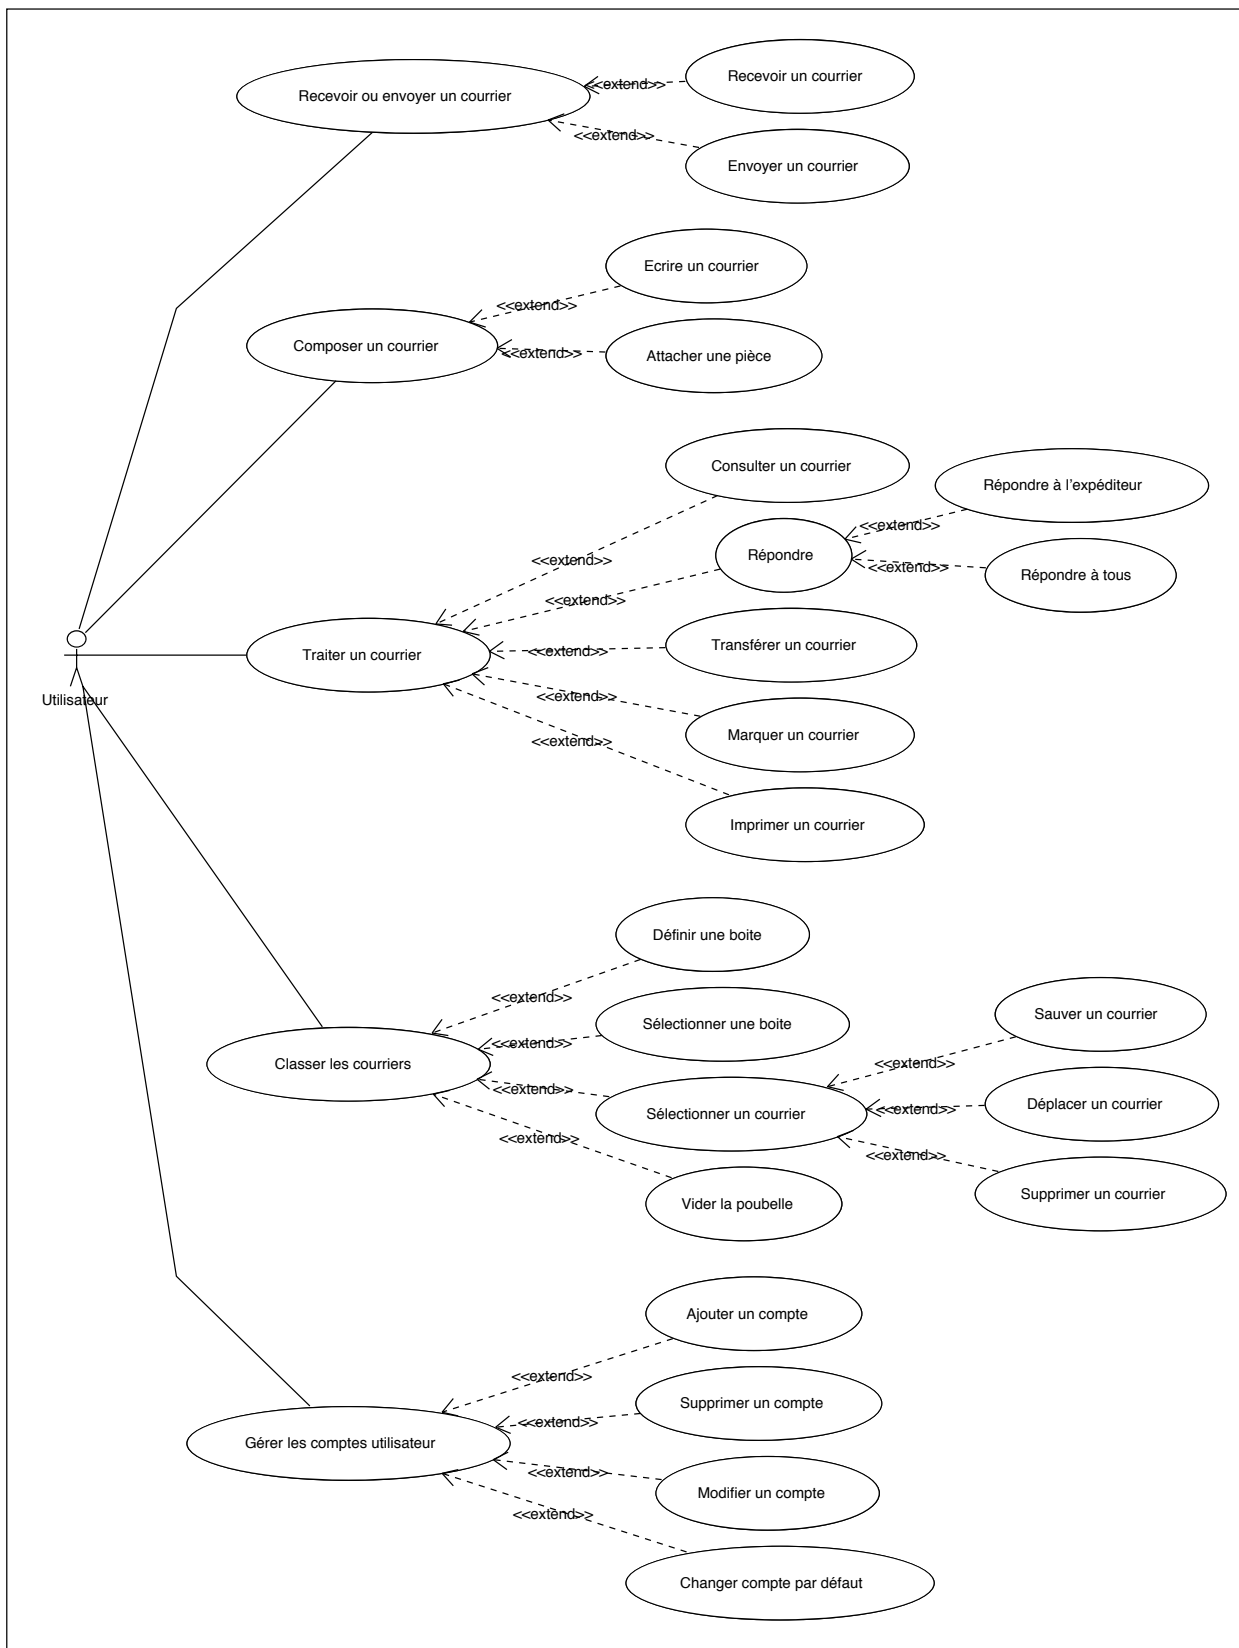 Recevoir un courrier
<<extend>>
Recevoir ou envoyer un courrier
<<extend>>
Envoyer un courrier
Ecrire un courrier
<<extend>>
Composer un courrier
<<extend>>
Attacher une pièce
Consulter un courrier
Répondre à l'expéditeur
<<extend>>
<<extend>>
Répondre
<<extend>>
Répondre à tous
<<extend>>
Transférer un courrier
<<extend>>
Traiter un courrier
Utilisateur
<<extend>>
Marquer un courrier
<<extend>>
Imprimer un courrier
Définir une boite
<<extend>>
Sauver un courrier
Sélectionner une boite
<<extend>>
Classer les courriers
<<extend>>
<<extend>>
Déplacer un courrier
<<extend>>
Sélectionner un courrier
<<extend>>
<<extend>>
Supprimer un courrier
Vider la poubelle
Ajouter un compte
<<extend>>
Supprimer un compte
<<extend>>
Gérer les comptes utilisateur
<<extend>>
Modifier un compte
<<extend>>
Changer compte par défaut